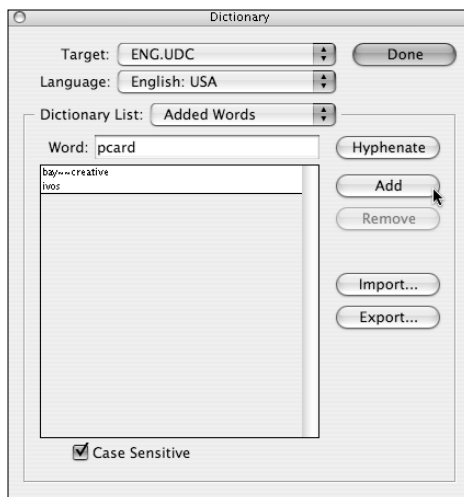 Dictionary
Target: ENG.UDC
Done
Language: English: USA
Dictionary List: Added Words
Word: pcard
Hyphenate
bay~~creative
ivos
Add
Remove
Import...
Export...
Case Sensitive